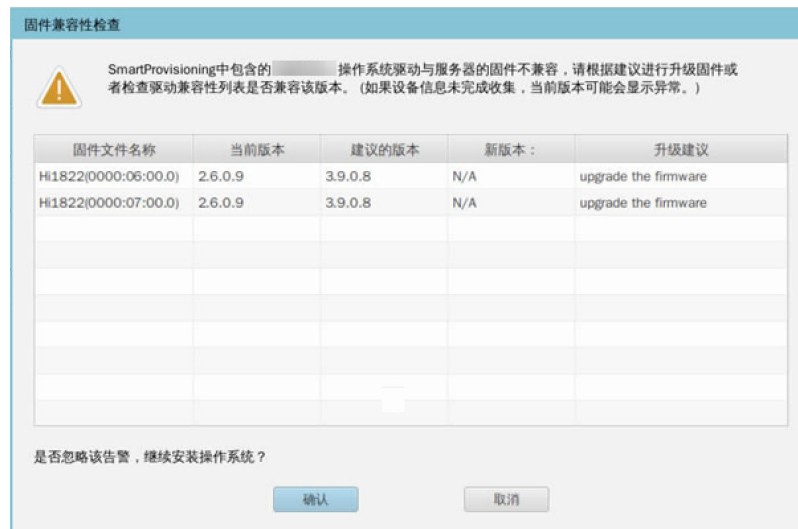 固件兼容性检查
SmartProvisioning中包含的 操作系统驱动与服务器的固件不兼容，请根据建议进行升级固件或
者检查驱动兼容性列表是否兼容该版本。(如果设备信息未完成收集，当前版本可能会显示异常。)
固件文件名称 当前版本 建议的版本 新版本： 升级建议
Hi1822(0000:06:00.0) 2.6.0.9 3.9.0.8 N/A upgrade the firmware
Hi1822(0000:07:00.0) 2.6.0.9 3.9.0.8 N/A upgrade the firmware
是否忽略该告警，继续安装操作系统？
确认 取消